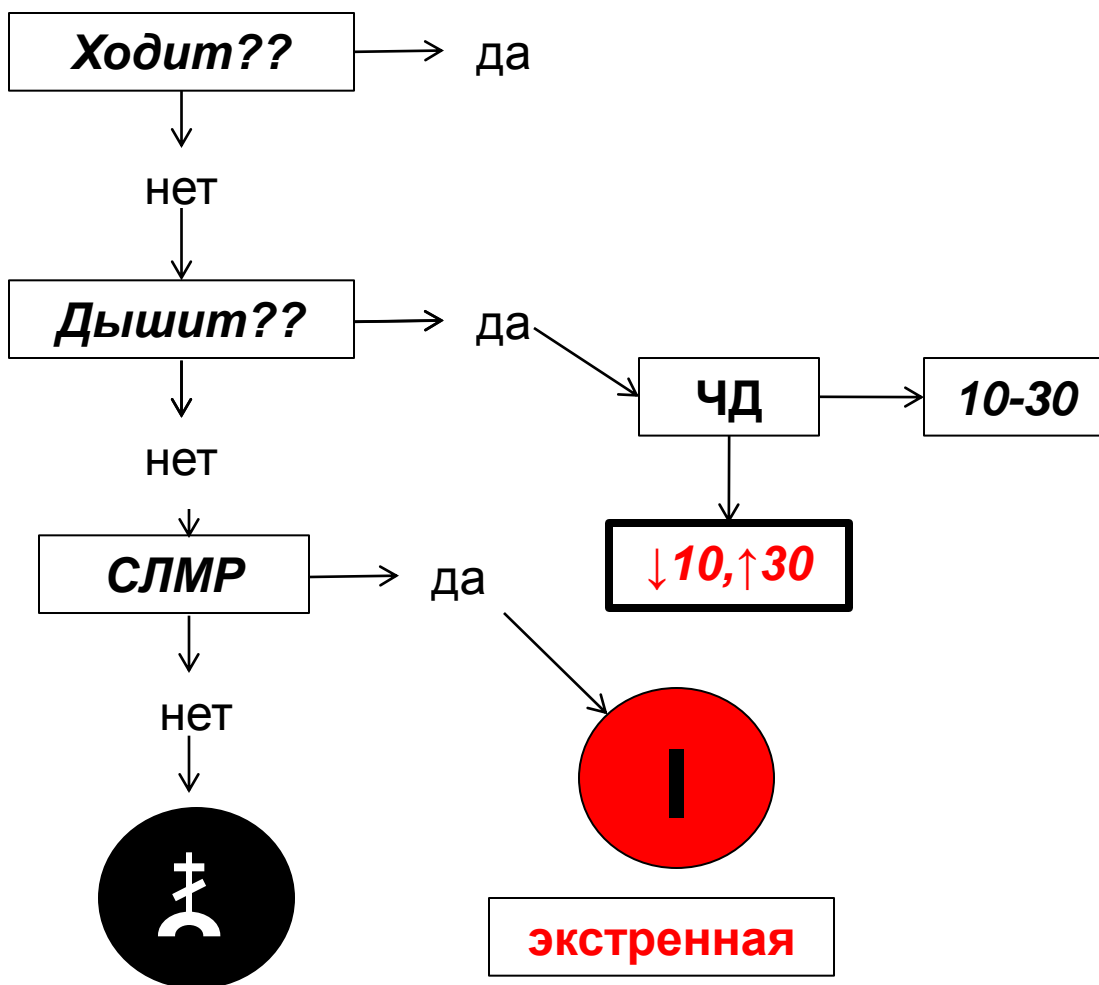 Ходит??
да
нет
Дышит??
да
ЧД
10-30
нет
↓10,↑30
СЛМР
да
нет
I
экстренная